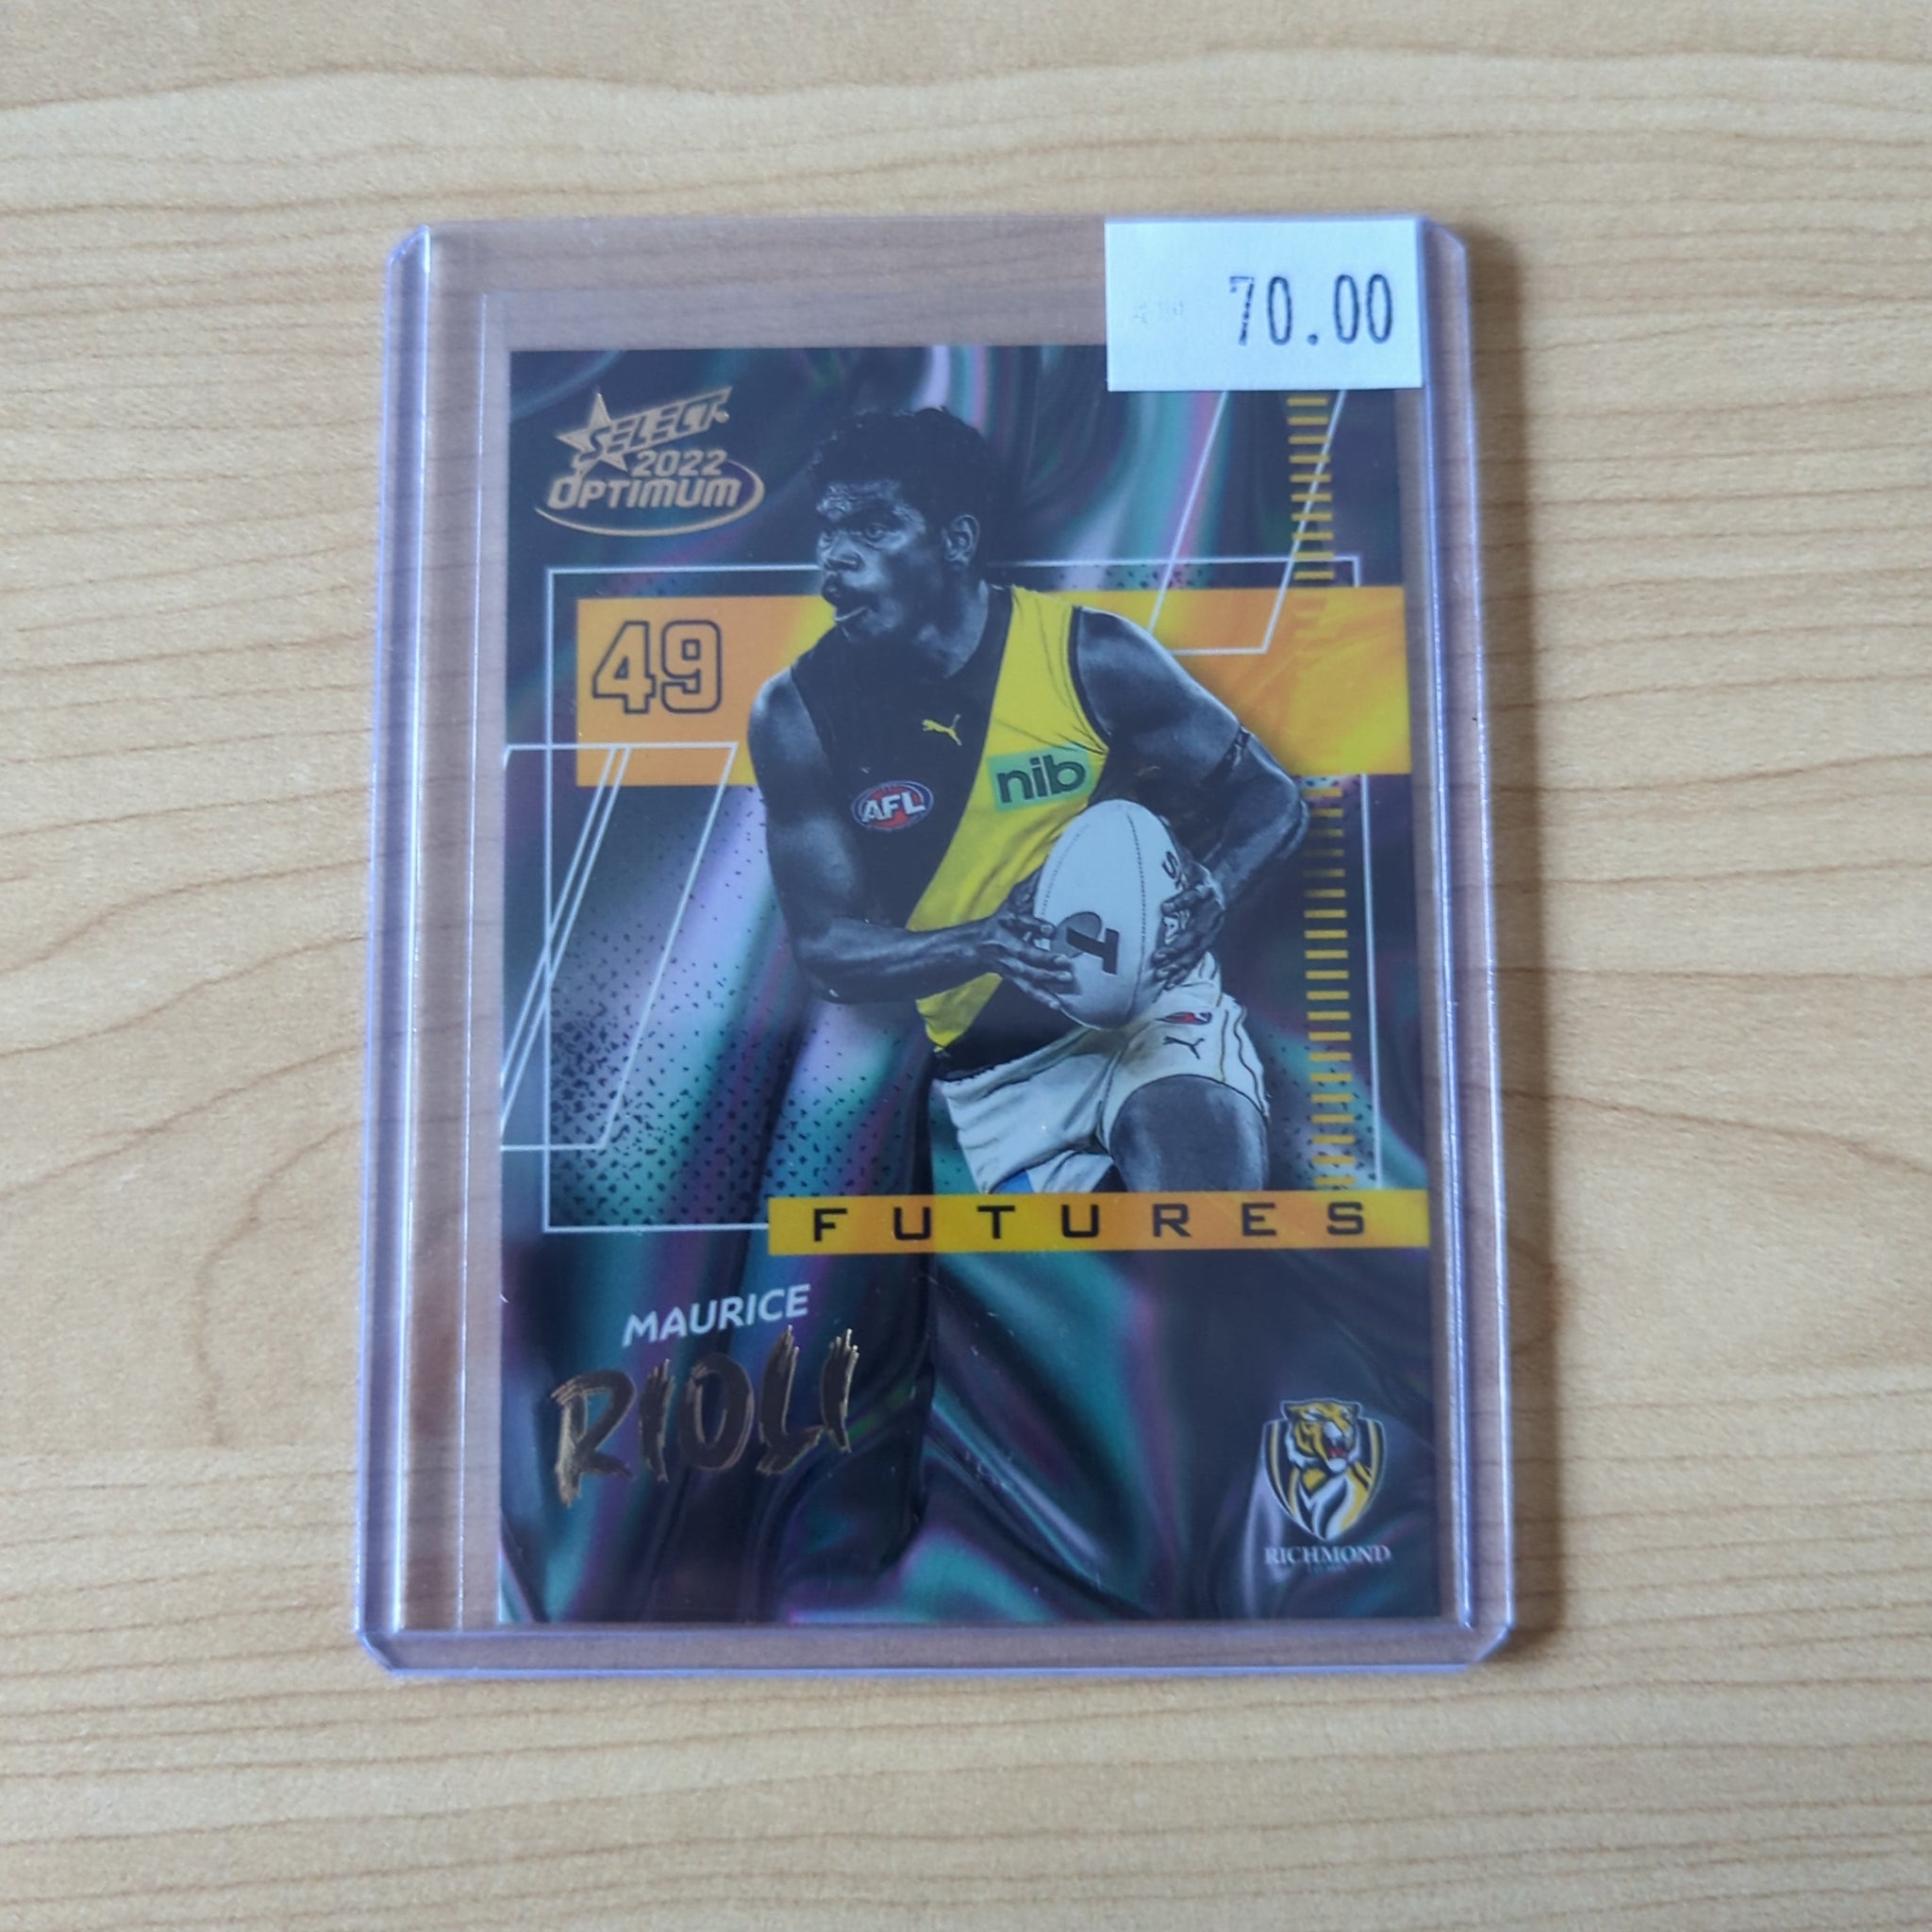 70.00
SELECT
2022
OPTIMUM
49
nib
AFL
FUTURES
MAURICE
RIOLI
RICHMOND